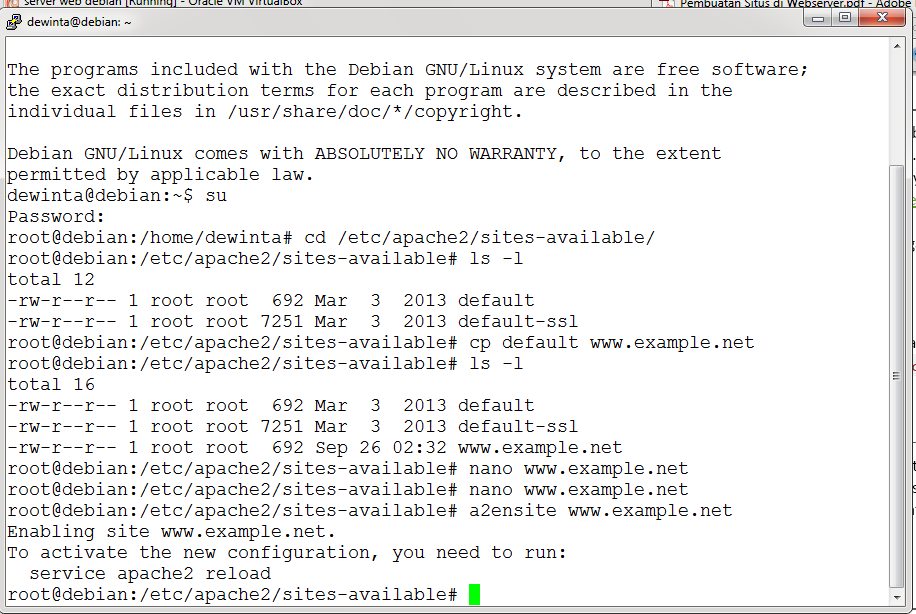 server web debian [Running] - Oracle VM VirtualBox
Pembuatan Situs di Webserver.pdf - Adobe
dewinta@debian: ~
The programs included with the Debian GNU/Linux system are free software;
the exact distribution terms for each program are described in the
individual files in /usr/share/doc/*/copyright.
Debian GNU/Linux comes with ABSOLUTELY NO WARRANTY, to the extent
permitted by applicable law.
dewinta@debian:~$ su
Password:
root@debian:/home/dewinta# cd /etc/apache2/sites-available/
root@debian:/etc/apache2/sites-available# ls -l
total 12
-rw-r--r-- 1 root root  692 Mar  3  2013 default
-rw-r--r-- 1 root root 7251 Mar  3  2013 default-ssl
root@debian:/etc/apache2/sites-available# cp default www.example.net
root@debian:/etc/apache2/sites-available# ls -l
total 16
-rw-r--r-- 1 root root  692 Mar  3  2013 default
-rw-r--r-- 1 root root 7251 Mar  3  2013 default-ssl
-rw-r--r-- 1 root root  692 Sep 26 02:32 www.example.net
root@debian:/etc/apache2/sites-available# nano www.example.net
root@debian:/etc/apache2/sites-available# nano www.example.net
root@debian:/etc/apache2/sites-available# a2ensite www.example.net
Enabling site www.example.net.
To activate the new configuration, you need to run:
  service apache2 reload
root@debian:/etc/apache2/sites-available#